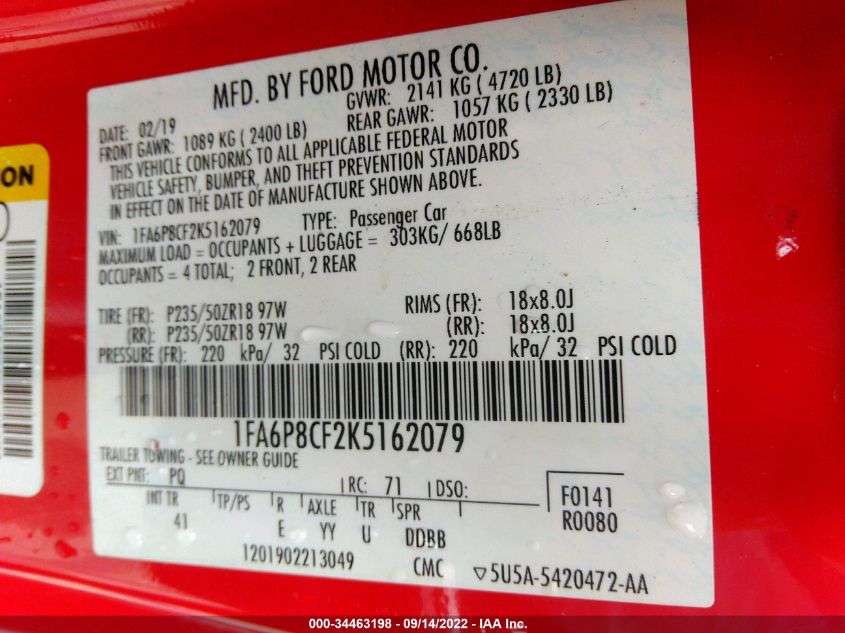 MFD. BY FORD MOTOR CO.
DATE: 02/19 GVWR: 2141 KG ( 4720 LB)
FRONT GAWR: 1089 KG ( 2400 LB) REAR GAWR: 1057 KG ( 2330 LB)
THIS VEHICLE CONFORMS TO ALL APPLICABLE FEDERAL MOTOR
VEHICLE SAFETY, BUMPER, AND THEFT PREVENTION STANDARDS
IN EFFECT ON THE DATE OF MANUFACTURE SHOWN ABOVE.
VIN: 1FA6P8CF2K5162079 TYPE: Passenger Car
MAXIMUM LOAD = OCCUPANTS + LUGGAGE = 303KG/ 668LB
OCCUPANTS = 4 TOTAL; 2 FRONT, 2 REAR
TIRE (FR): P235/50ZR18 97W RIMS (FR): 18x8.0J
(RR): P235/50ZR18 97W (RR): 18x8.0J
PRESSURE (FR): 220 kPa/ 32 PSI COLD (RR): 220 kPa/ 32 PSI COLD
1FA6P8CF2K5162079
TRAILER TOWING - SEE OWNER GUIDE
EXT PNT: PQ RC: 71 DSO: F0141
INT TR TP/PS R AXLE TR SPR R0080
41 E YY U DDBB
1201902213049 CMC ▽5U5A-5420472-AA
ON
000-34463198 - 09/14/2022 - IAA Inc.